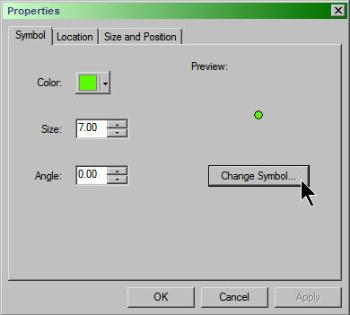 Properties
Symbol Location Size and Position
Preview:
Color:
Size: 7.00
Angle: 0.00
Change Symbol...
OK Cancel Apply